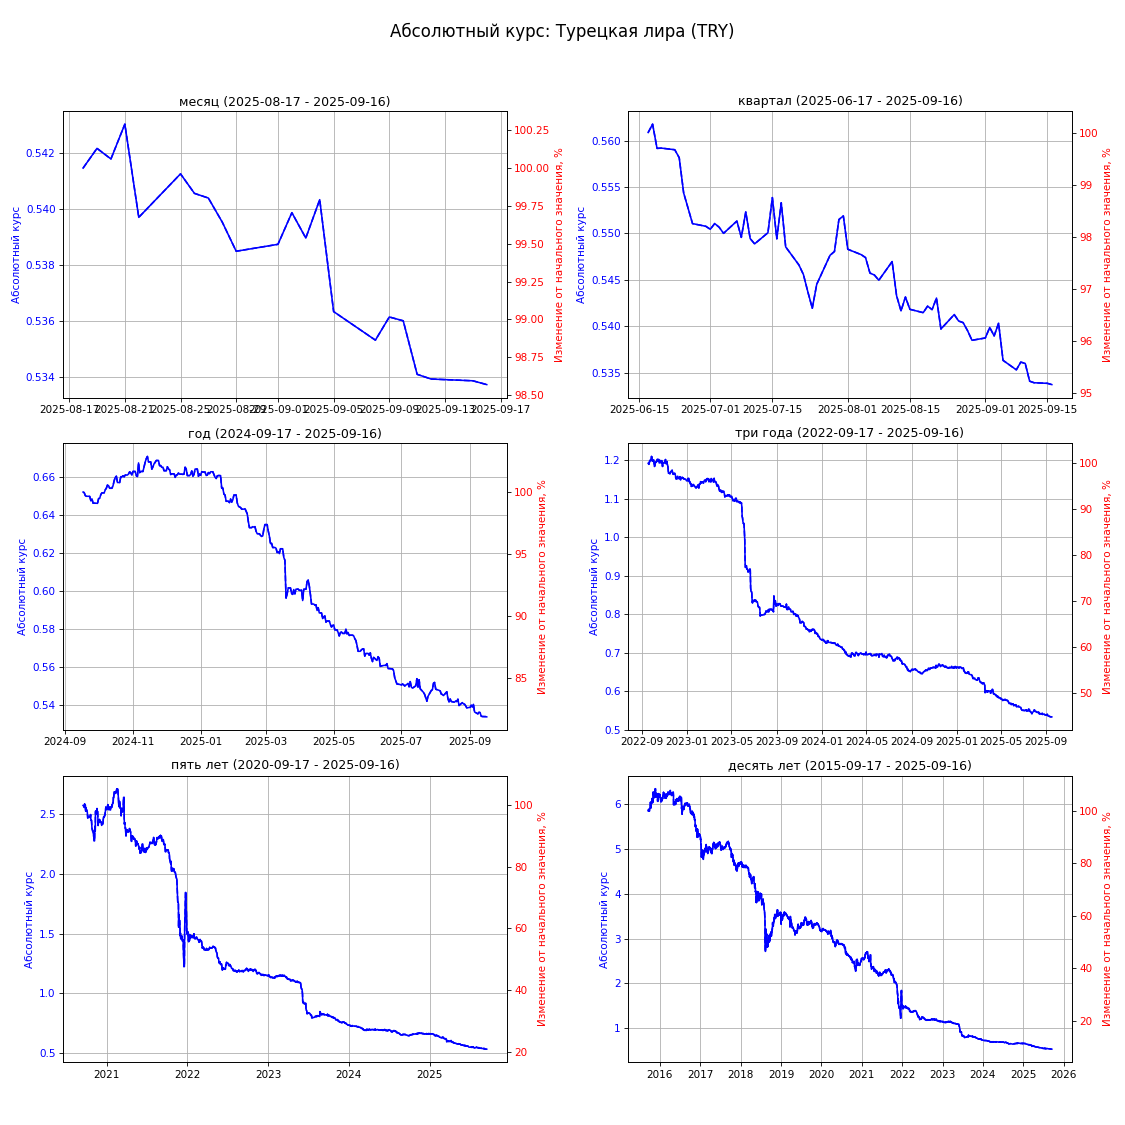 Абсолютный курс: Турецкая лира (TRY)
месяц (2025-08-17 - 2025-09-16)
Абсолютный курс
0.542
0.540
0.538
0.536
0.534
100.25
100.00
99.75
99.50
99.25
99.00
98.75
98.50
Изменение от начального значения, %
2025-08-17 2025-08-21 2025-08-25 2025-08-29 2025-09-01 2025-09-05 2025-09-09 2025-09-13 2025-09-17
квартал (2025-06-17 - 2025-09-16)
Абсолютный курс
0.560
0.555
0.550
0.545
0.540
0.535
100
99
98
97
96
95
Изменение от начального значения, %
2025-06-15 2025-07-01 2025-07-15 2025-08-01 2025-08-15 2025-09-01 2025-09-15
год (2024-09-17 - 2025-09-16)
Абсолютный курс
0.66
0.64
0.62
0.60
0.58
0.56
0.54
100
95
90
85
Изменение от начального значения, %
2024-09 2024-11 2025-01 2025-03 2025-05 2025-07 2025-09
три года (2022-09-17 - 2025-09-16)
Абсолютный курс
1.2
1.1
1.0
0.9
0.8
0.7
0.6
0.5
100
90
80
70
60
50
Изменение от начального значения, %
2022-09 2023-01 2023-05 2023-09 2024-01 2024-05 2024-09 2025-01 2025-05 2025-09
пять лет (2020-09-17 - 2025-09-16)
Абсолютный курс
2.5
2.0
1.5
1.0
0.5
100
80
60
40
20
Изменение от начального значения, %
2021 2022 2023 2024 2025
десять лет (2015-09-17 - 2025-09-16)
Абсолютный курс
6
5
4
3
2
1
100
80
60
40
20
Изменение от начального значения, %
2016 2017 2018 2019 2020 2021 2022 2023 2024 2025 2026